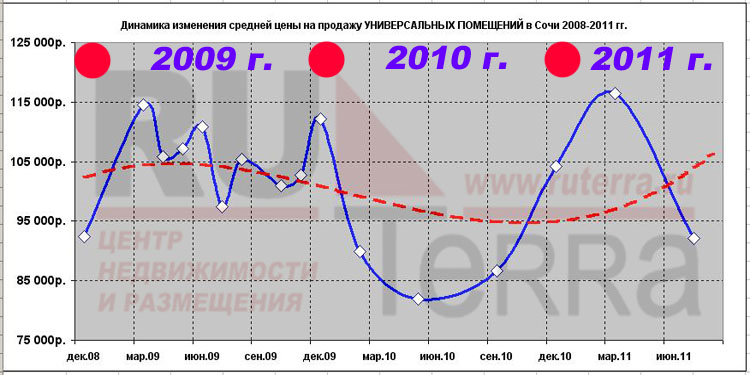 Динамика изменения средней цены на продажу УНИВЕРСАЛЬНЫХ ПОМЕЩЕНИЙ в Сочи 2008-2011 гг.
125 000р.
2009 г.
2010 г.
2011 г.
115 000р.
RU
105 000р.
www.ruterra.ru
95 000р.
ЦЕНТР
НЕДВИЖИМОСТИ
И РАЗМЕЩЕНИЯ
TeRRa
85 000р.
75 000р.
дек.08 мар.09 июн.09 сен.09 дек.09 мар.10 июн.10 сен.10 дек.10 мар.11 июн.11